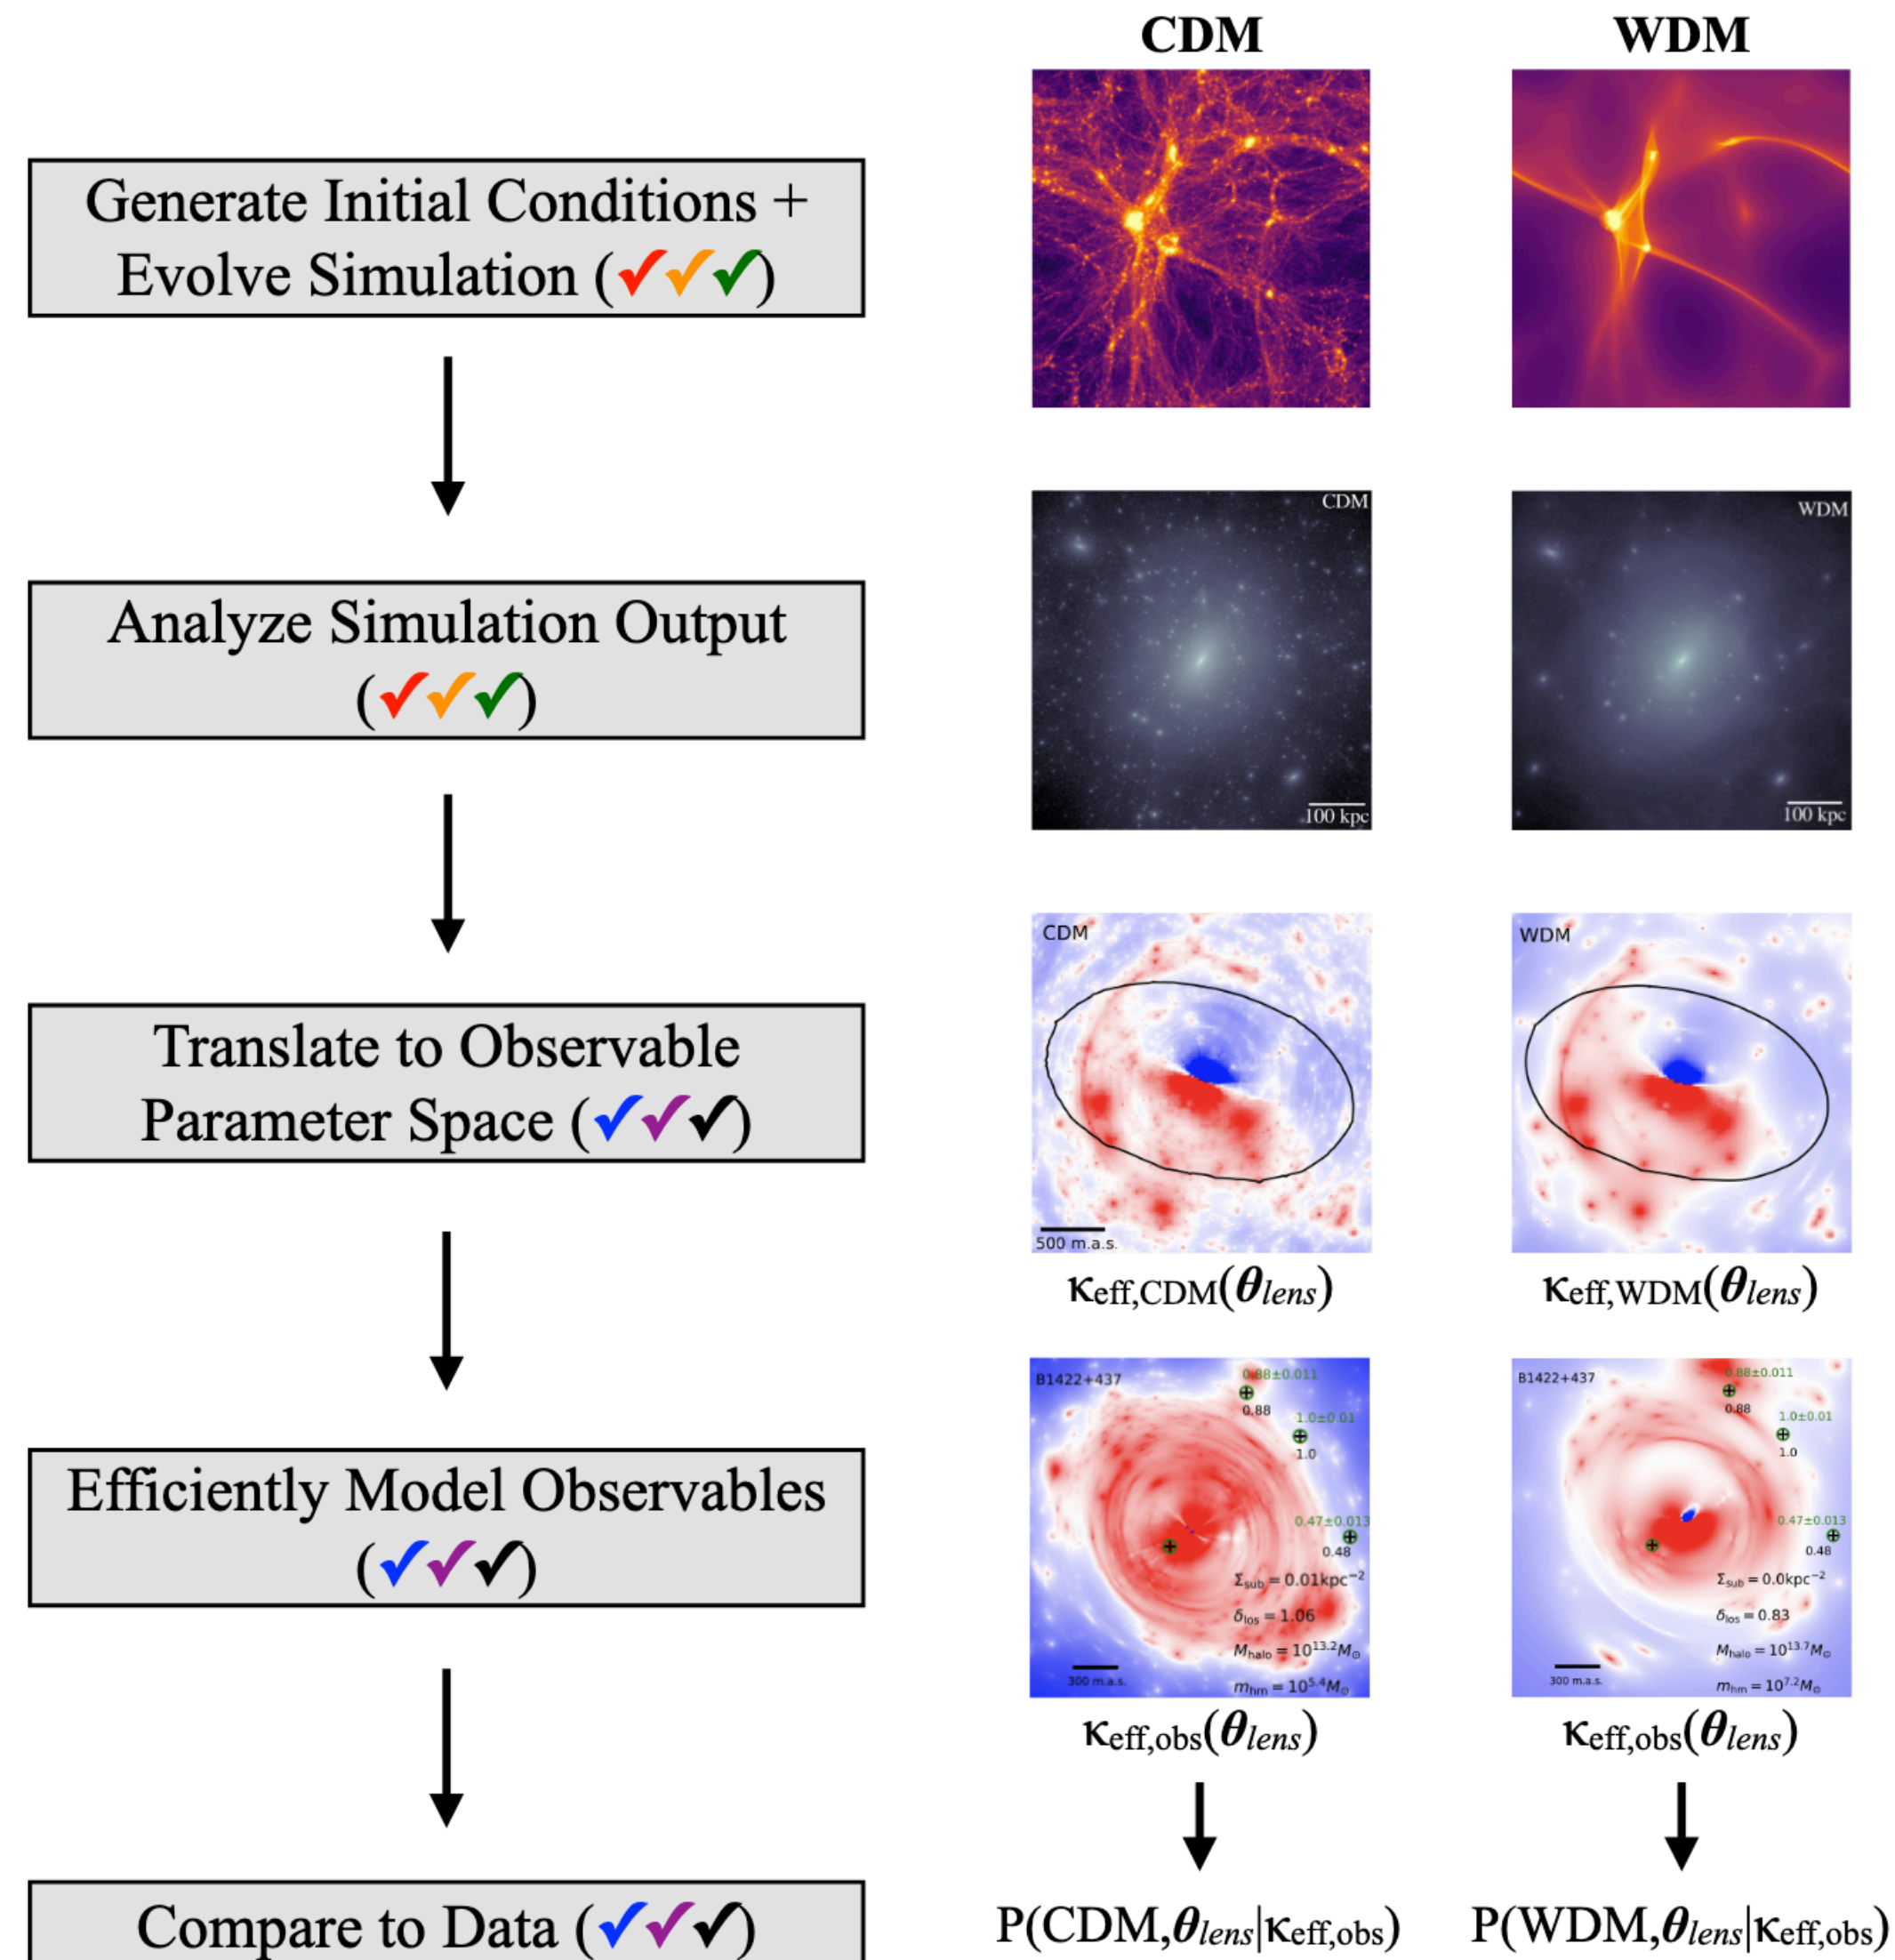 CDM
WDM
Generate Initial Conditions +
Evolve Simulation (✓✓✓)
Analyze Simulation Output
(✓✓✓)
CDM
100 kpc
WDM
100 kpc
Translate to Observable
Parameter Space (✓✓✓)
CDM
500 m.a.s.
κeff,CDM(θlens)
WDM
κeff,WDM(θlens)
Efficiently Model Observables
(✓✓✓)
B1422+437
0.88±0.011
0.88
1.0±0.01
1.0
0.47±0.013
0.48
Σsub = 0.01kpc⁻²
δlos = 1.06
Mhalo = 10^13.2 M⊙
300 m.a.s.
mhm = 10^5.4 M⊙
κeff,obs(θlens)
B1422+437
0.88±0.011
0.88
1.0±0.01
1.0
0.47±0.013
0.48
Σsub = 0.0kpc⁻²
δlos = 0.83
Mhalo = 10^13.7 M⊙
300 m.a.s.
mhm = 10^7.2 M⊙
κeff,obs(θlens)
Compare to Data (✓✓✓)
P(CDM,θlens|κeff,obs)
P(WDM,θlens|κeff,obs)